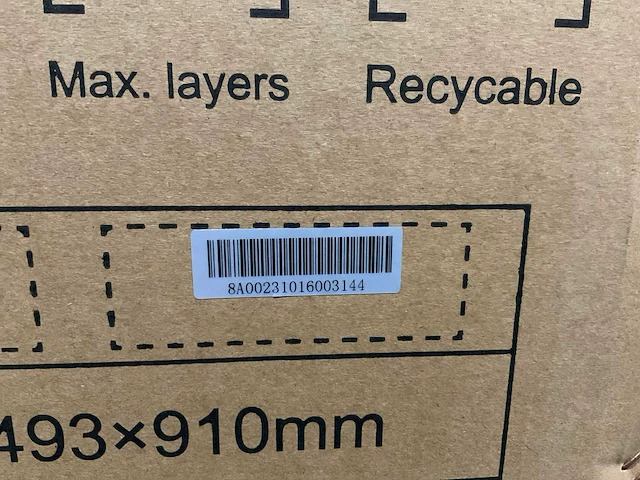 Max. layers Recycable
8A00231016003144
493×910mm